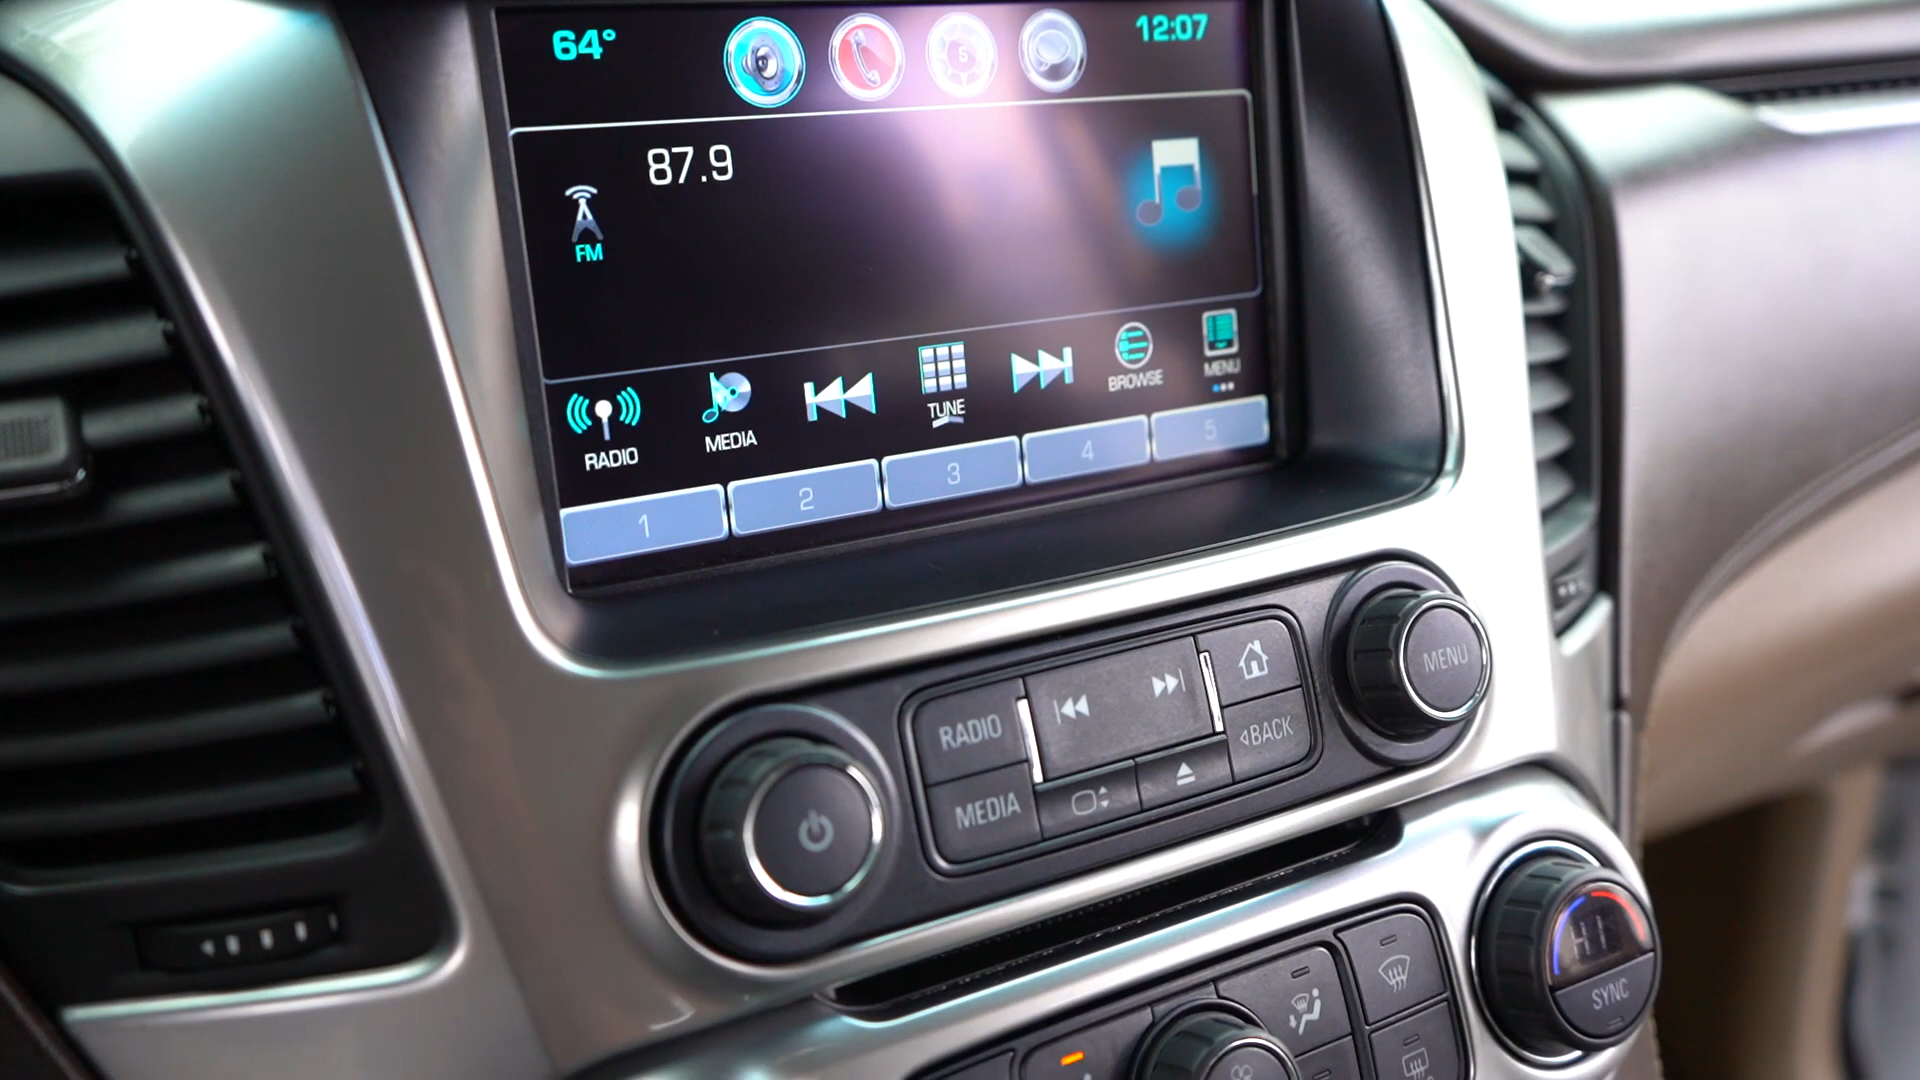 64°
12:07
S
87.9
FM
RADIO
MEDIA
TUNE
BROWSE
MENU
1
2
3
4
5
RADIO
MEDIA
BACK
MENU
HI
SYNC